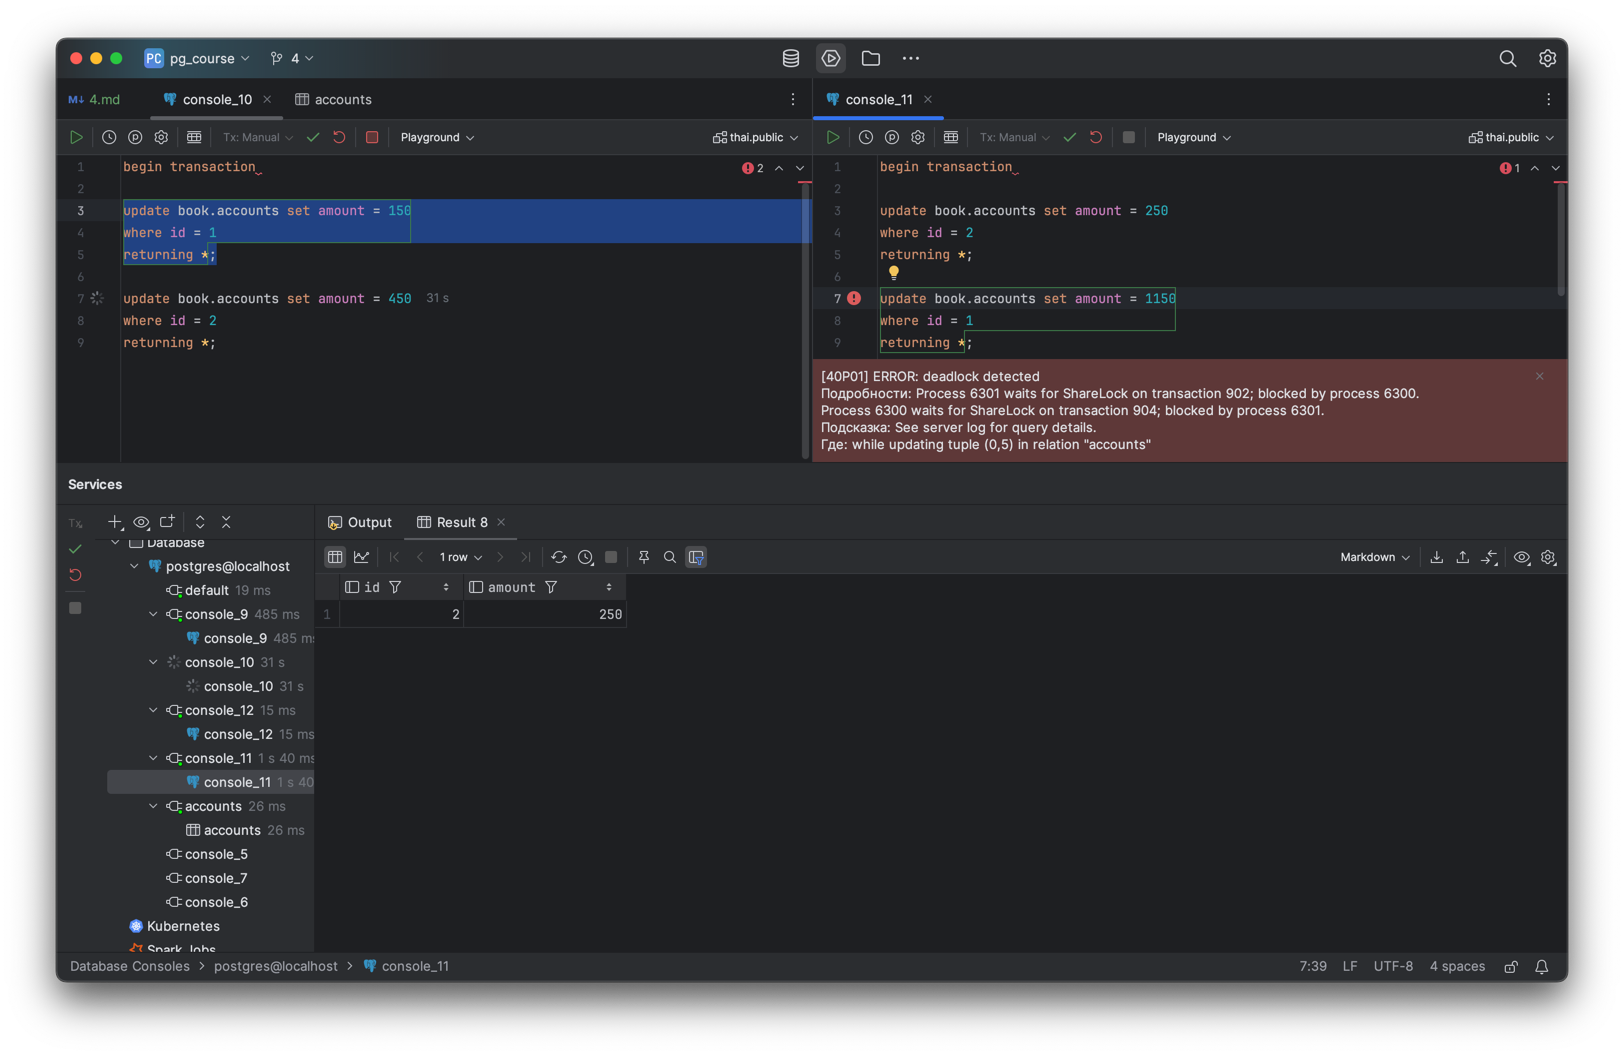 PC pg_course 4
M↓ 4.md console_10 accounts console_11
Tx: Manual Playground thai.public
Tx: Manual Playground thai.public
1 begin transaction
2
3 update book.accounts set amount = 150
4 where id = 1
5 returning *;
6
7 update book.accounts set amount = 450 31 s
8 where id = 2
9 returning *;
2
1 begin transaction
2
3 update book.accounts set amount = 250
4 where id = 2
5 returning *;
6
7 update book.accounts set amount = 1150
8 where id = 1
9 returning *;
1
[40P01] ERROR: deadlock detected
Подробности: Process 6301 waits for ShareLock on transaction 902; blocked by process 6300.
Process 6300 waits for ShareLock on transaction 904; blocked by process 6301.
Подсказка: See server log for query details.
Где: while updating tuple (0,5) in relation "accounts"
Services
Tx
Database
postgres@localhost
default 19 ms
console_9 485 ms
console_9 485 ms
console_10 31 s
console_10 31 s
console_12 15 ms
console_12 15 ms
console_11 1 s 40 ms
console_11 1 s 40
accounts 26 ms
accounts 26 ms
console_5
console_7
console_6
Kubernetes
Spark Jobs
Output Result 8
1 row Markdown
id amount
1 2 250
Database Consoles > postgres@localhost > console_11
7:39 LF UTF-8 4 spaces